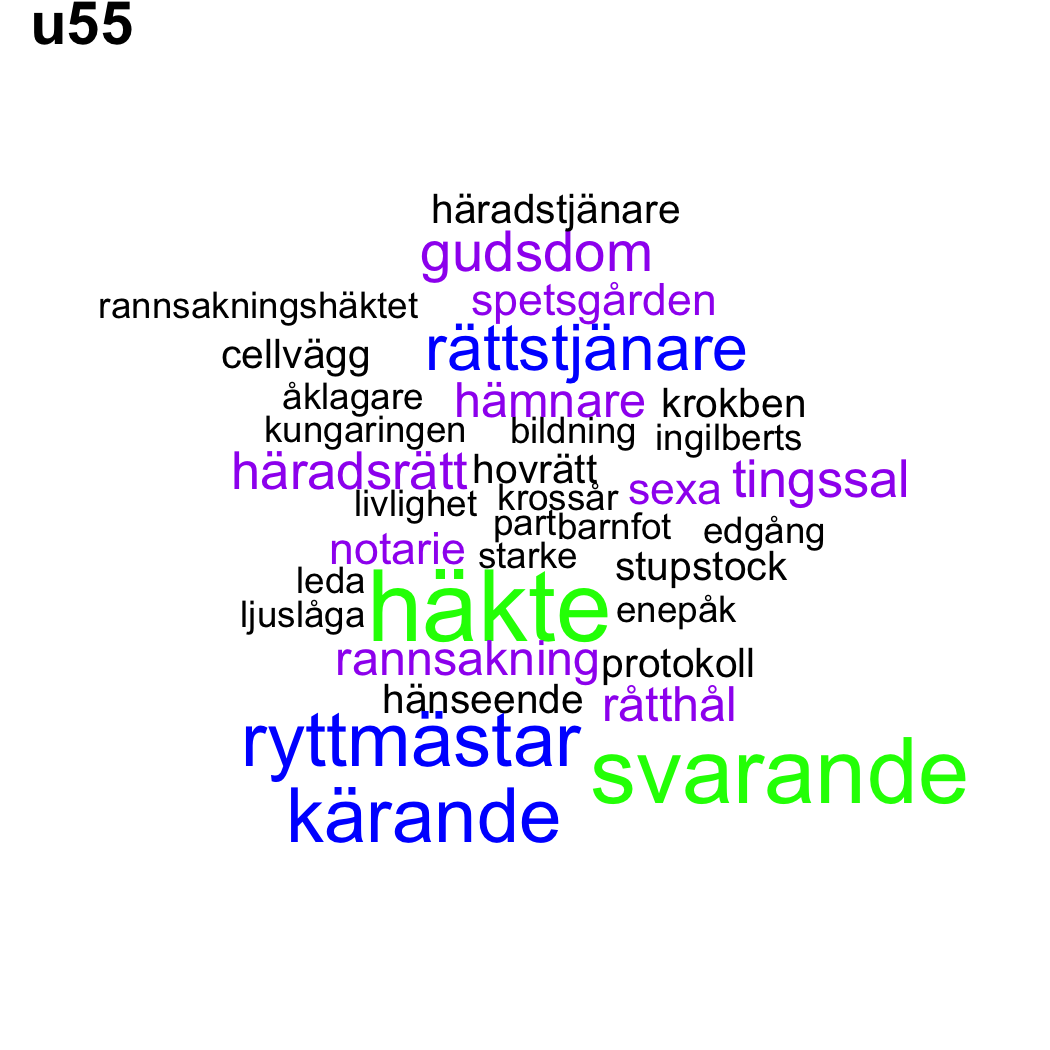 u55
häradstjänare
gudsdom
rannsakningshäktet spetsgården
cellvägg rättstjänare
åklagare hämnare krokben
kungaringen bildning ingilberts
häradsrätt hovrätt sexa tingssal
livlighet krossår
part barnfot edgång
notarie starke stupstock
leda häkte
ljuslåga enepåk
rannsakning protokoll
hänseende råtthål
ryttmästar svarande
kärande